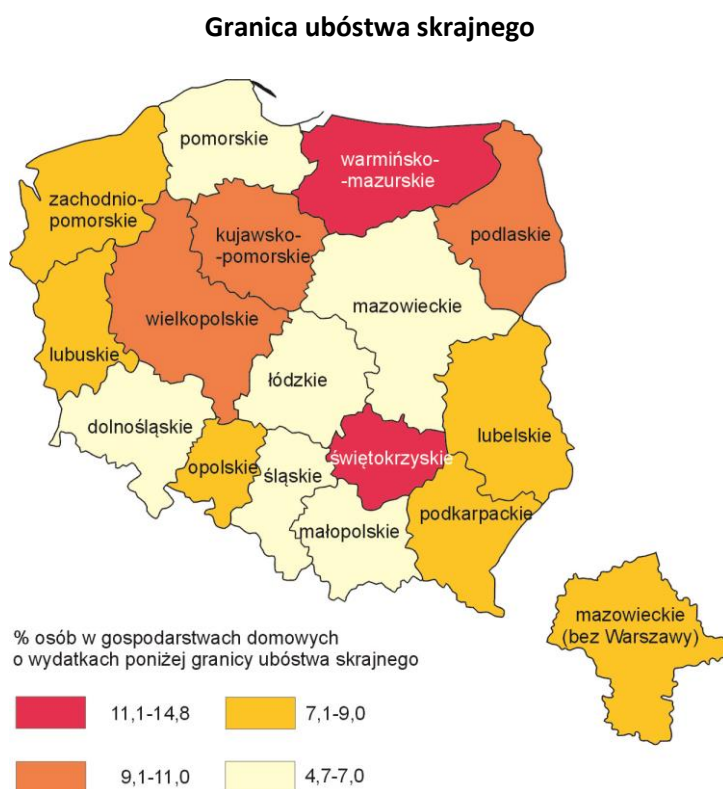 Granica ubóstwa skrajnego
pomorskie
warmińsko-
-mazurskie
zachodnio-
pomorskie
kujawsko-
-pomorskie
podlaskie
mazowieckie
wielkopolskie
lubuskie
łódzkie
dolnośląskie
lubelskie
opolskie
śląskie
świętokrzyskie
podkarpackie
małopolskie
mazowieckie
(bez Warszawy)
% osób w gospodarstwach domowych
o wydatkach poniżej granicy ubóstwa skrajnego
11,1-14,8
7,1-9,0
9,1-11,0
4,7-7,0